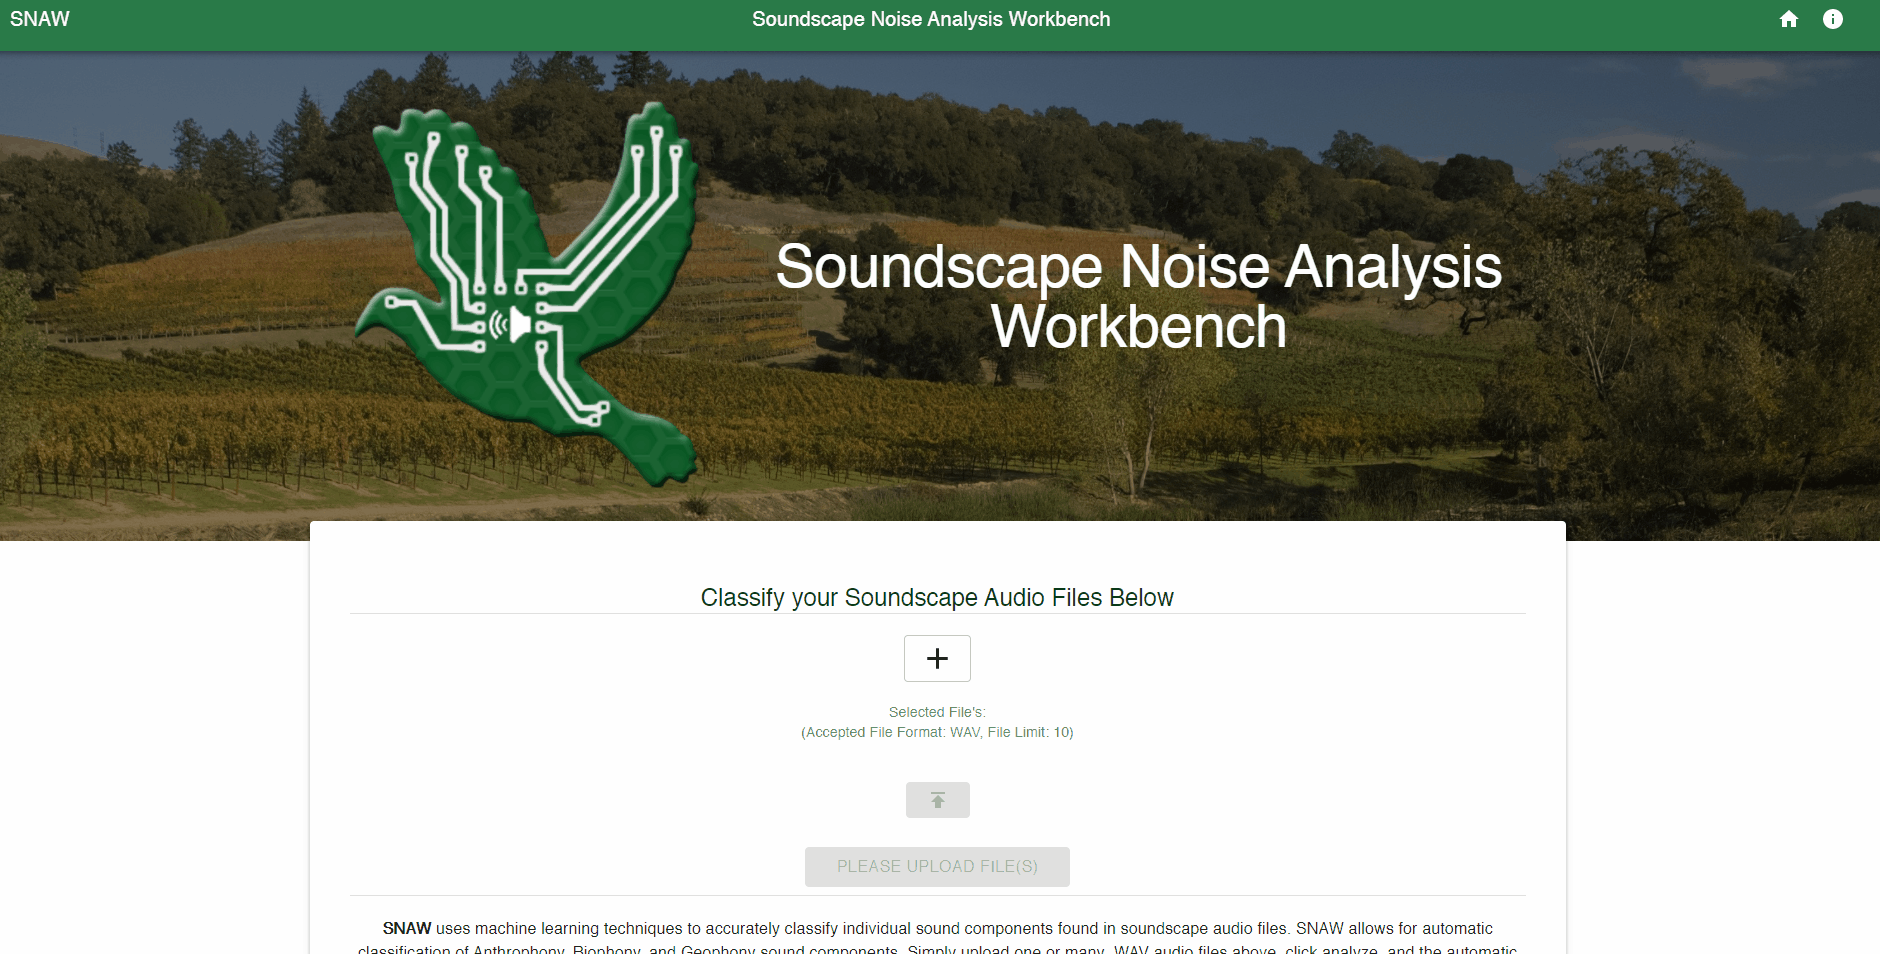 SNAW
Soundscape Noise Analysis Workbench
Soundscape Noise Analysis
Workbench
Classify your Soundscape Audio Files Below
Selected File's:
(Accepted File Format: WAV, File Limit: 10)
PLEASE UPLOAD FILE(S)
SNAW uses machine learning techniques to accurately classify individual sound components found in soundscape audio files. SNAW allows for automatic
classification of Anthrophony, Biophony, and Geophony sound components. Simply upload one or many .WAV audio files above, click analyze, and the automatic